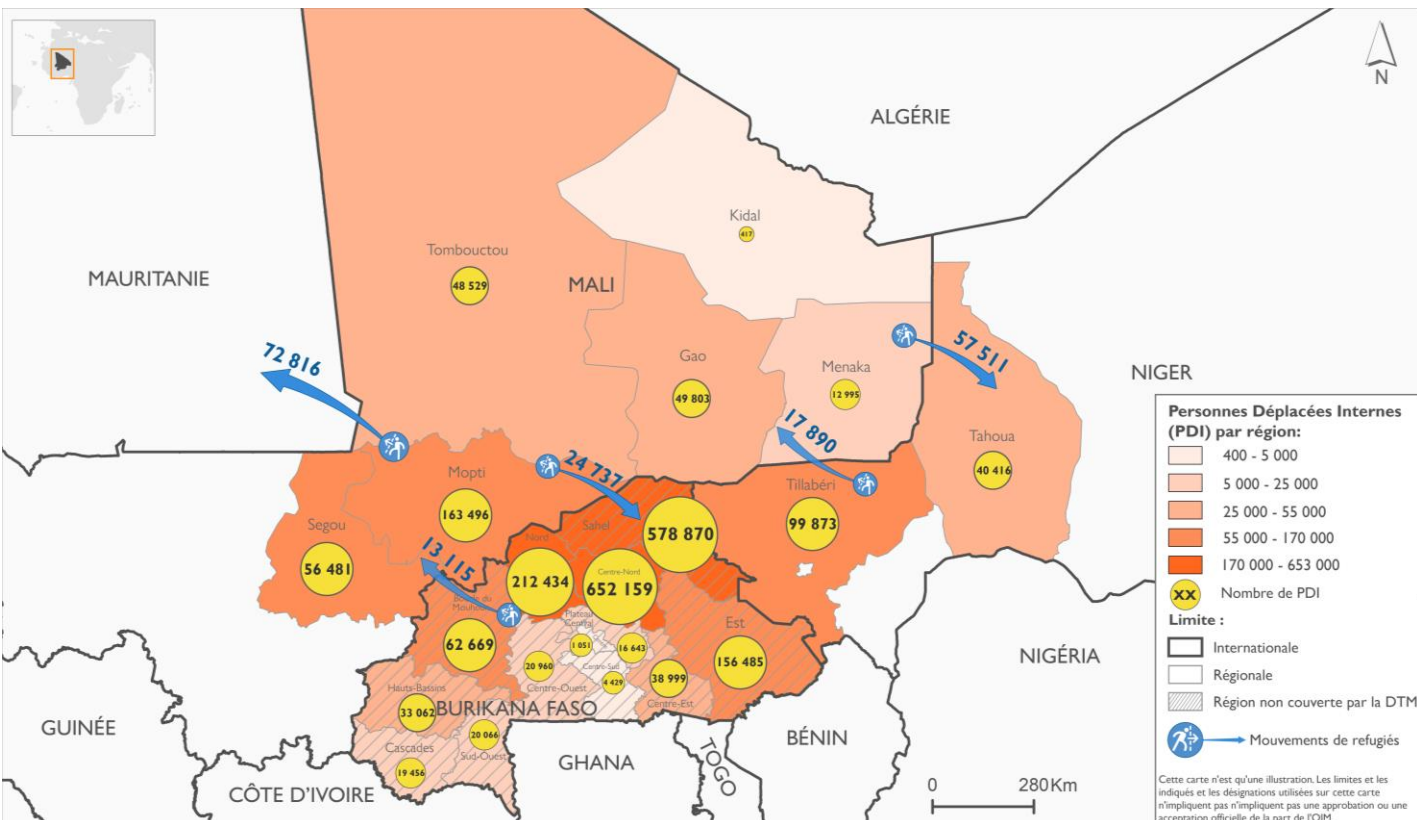 ALGÉRIE
N
Kidal
417
Tombouctou
48 529
MALI
MAURITANIE
72 816
Gao
49 803
Menaka
12 995
57 511
NIGER
17 890
Tahoua
40 416
Mopti
163 496
24 737
Tillabéri
99 873
Segou
56 481
13 115
Sahel
578 870
Nord
212 434
Centre-Nord
652 159
Mouhoun
62 669
Plateau
Central
1 051
16 643
Est
156 485
20 960
Centre-Ouest
Centre-Sud
4 429
38 999
Centre-Est
Hauts-Bassins
33 062
BURIKANA FASO
20 066
Sud-Ouest
Cascades
19 456
GUINÉE
CÔTE D'IVOIRE
GHANA
TOGO
BÉNIN
NIGÉRIA
Personnes Déplacées Internes
(PDI) par région:
400 - 5 000
5 000 - 25 000
25 000 - 55 000
55 000 - 170 000
170 000 - 653 000
XX Nombre de PDI
Limite :
Internationale
Régionale
Région non couverte par la DTM
Mouvements de refugiés
0 280Km
Cette carte n'est qu'une illustration. Les limites et les
indiqués et les désignations utilisées sur cette carte
n'impliquent pas n'impliquent pas une approbation ou une
acceptation officielle de la part de l'OIM